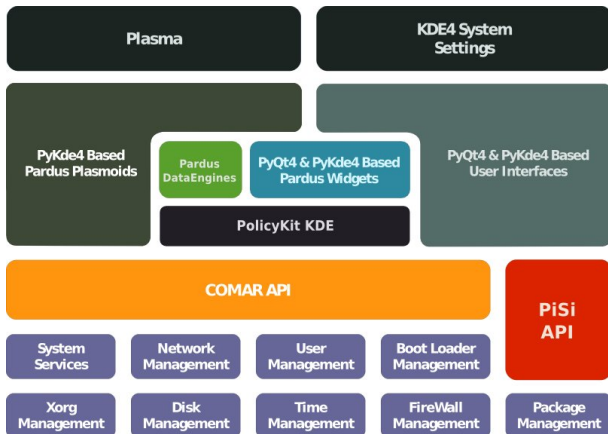 Plasma
KDE4 System
Settings
PyKde4 Based
Pardus Plasmoids
Pardus
DataEngines
PyQt4 & PyKde4 Based
Pardus Widgets
PyQt4 & PyKde4 Based
User Interfaces
PolicyKit KDE
COMAR API
PiSi
API
System
Services
Network
Management
User
Management
Boot Loader
Management
Xorg
Management
Disk
Management
Time
Management
FireWall
Management
Package
Management